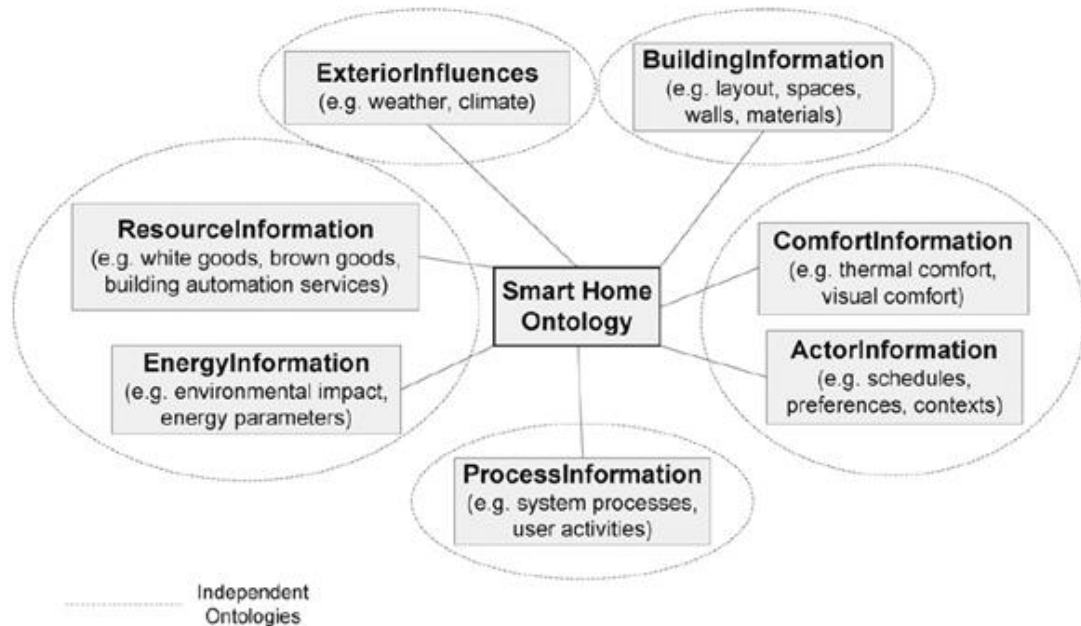 ExteriorInfluences
(e.g. weather, climate)
BuildingInformation
(e.g. layout, spaces,
walls, materials)
ResourceInformation
(e.g. white goods, brown goods,
building automation services)
ComfortInformation
(e.g. thermal comfort,
visual comfort)
Smart Home
Ontology
EnergyInformation
(e.g. environmental impact,
energy parameters)
ActorInformation
(e.g. schedules,
preferences, contexts)
ProcessInformation
(e.g. system processes,
user activities)
Independent
Ontologies